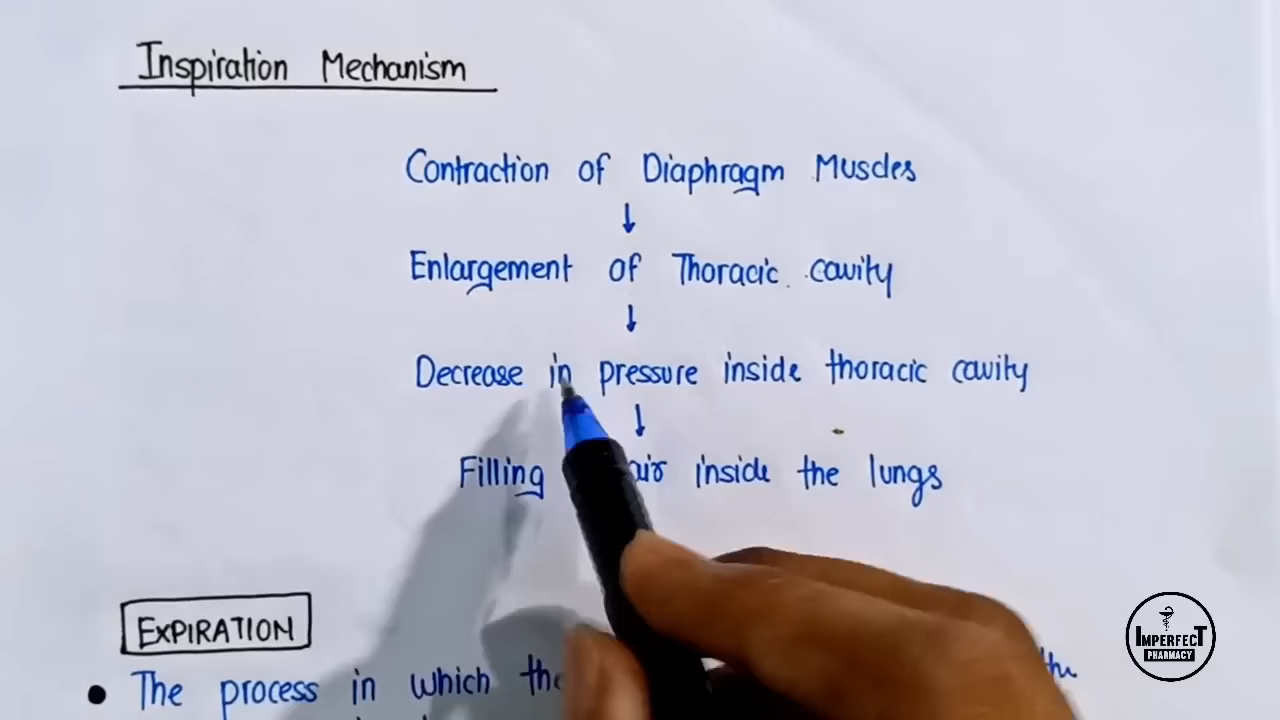 Inspiration Mechanism
Contraction of Diaphragm Muscles
↓
Enlargement of Thoracic cavity
↓
Decrease in pressure inside thoracic cavity
↓
Filling air inside the lungs
EXPIRATION
• The process in which the
IMPERFECT
PHARMACY